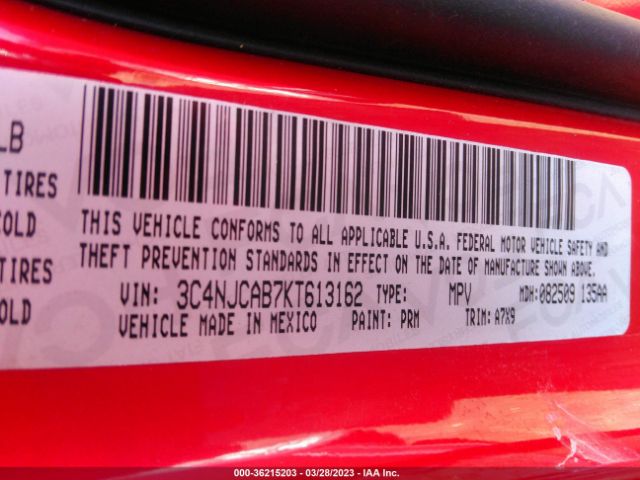 LB
TIRES
COLD
TIRES
OLD
THIS VEHICLE CONFORMS TO ALL APPLICABLE U.S.A. FEDERAL MOTOR VEHICLE SAFETY AND
THEFT PREVENTION STANDARDS IN EFFECT ON THE DATE OF MANUFACTURE SHOWN ABOVE.
VIN: 3C4NJCAB7KT613162 TYPE: MPV MDH:082509 135AA
VEHICLE MADE IN MEXICO PAINT: PRM TRIM: A7X9
000-36215203 — 03/28/2023 — IAA Inc.